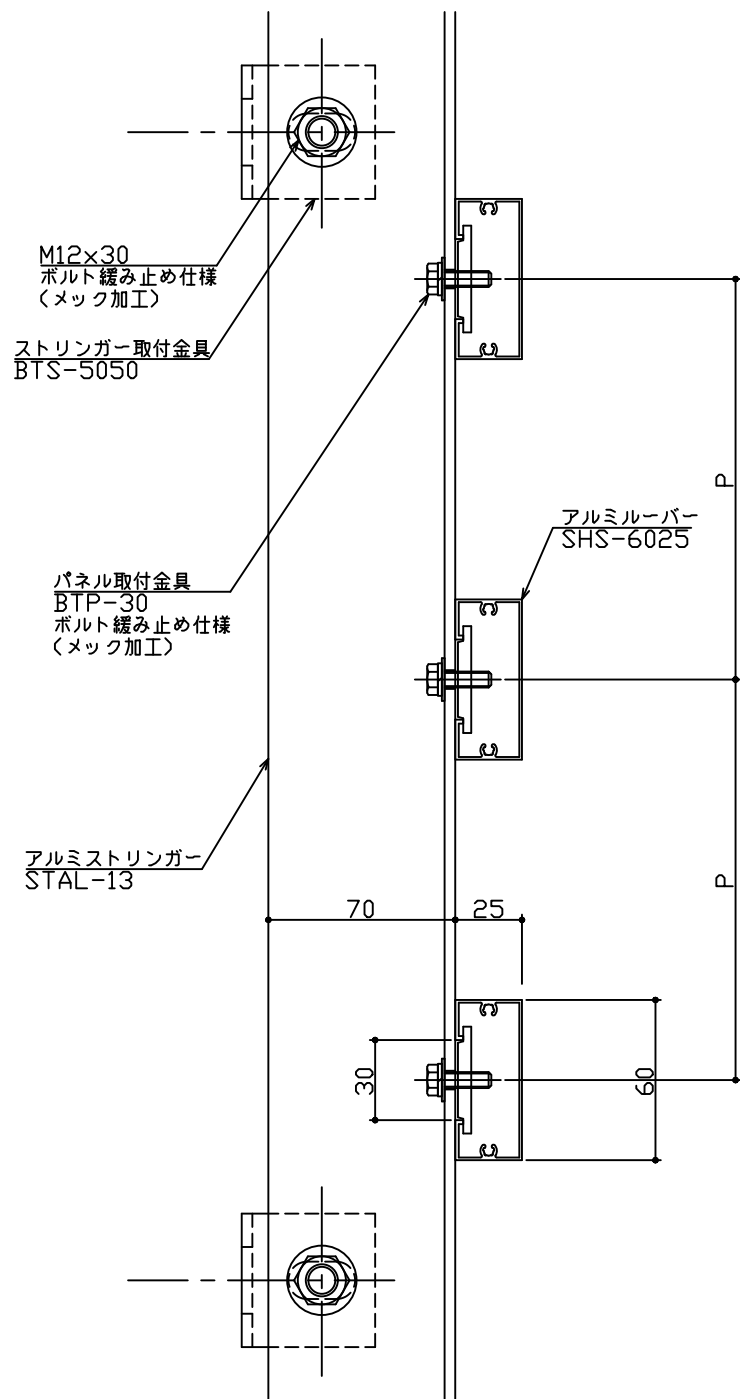 M12x30
ボルト緩み止め仕様
(メック加工)
ストリンガー取付金具
BTS-5050
P
アルミルーバー
SHS-6025
パネル取付金具
BTP-30
ボルト緩み止め仕様
(メック加工)
アルミストリンガー
STAL-13
P
70
25
30
60